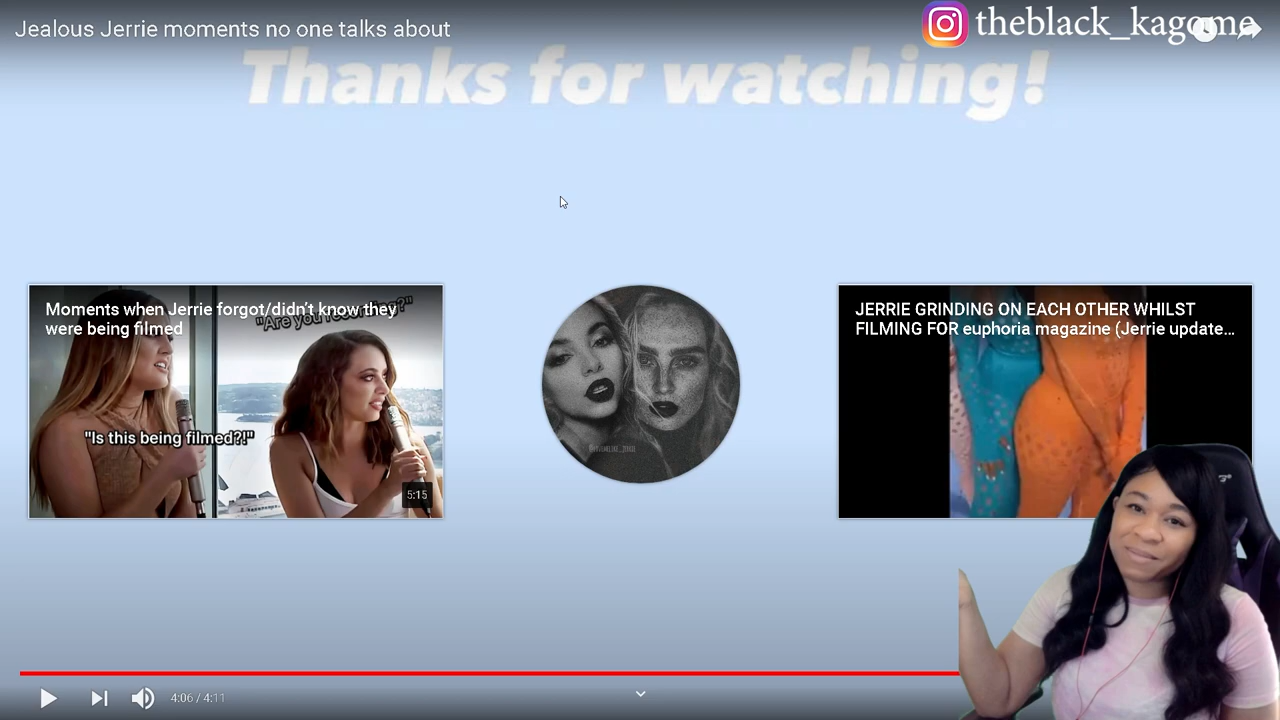 Jealous Jerrie moments no one talks about
theblack_kagome
Thanks for watching!
Moments when Jerrie forgot/didn't know they
were being filmed
"Are you recording?"
"Is this being filmed?!"
5:15
JERRIE GRINDING ON EACH OTHER WHILST
FILMING FOR euphoria magazine (Jerrie update...
4:06 / 4:11